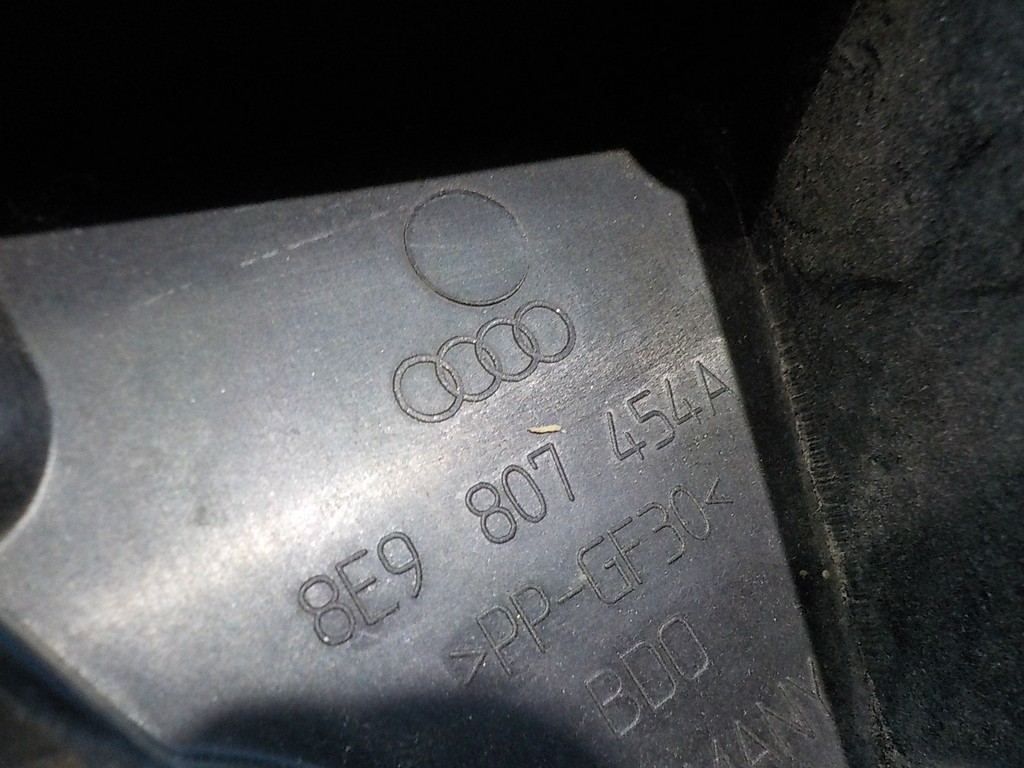 8E9 807 454A
>PP-GF30<
BDO